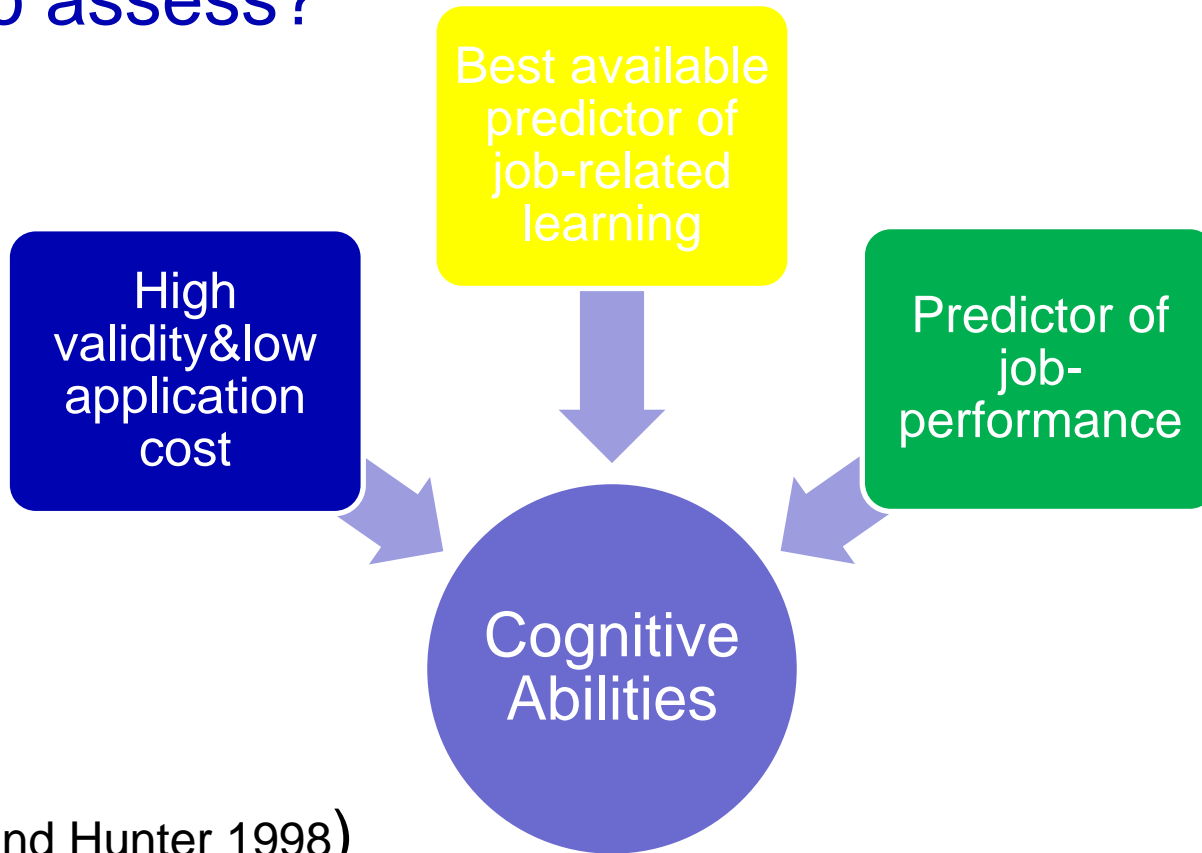 assess?
Best available
predictor of
job-related
learning
High
validity&low
application
cost
Predictor of
job-
performance
Cognitive
Abilities
Hunter 1998)